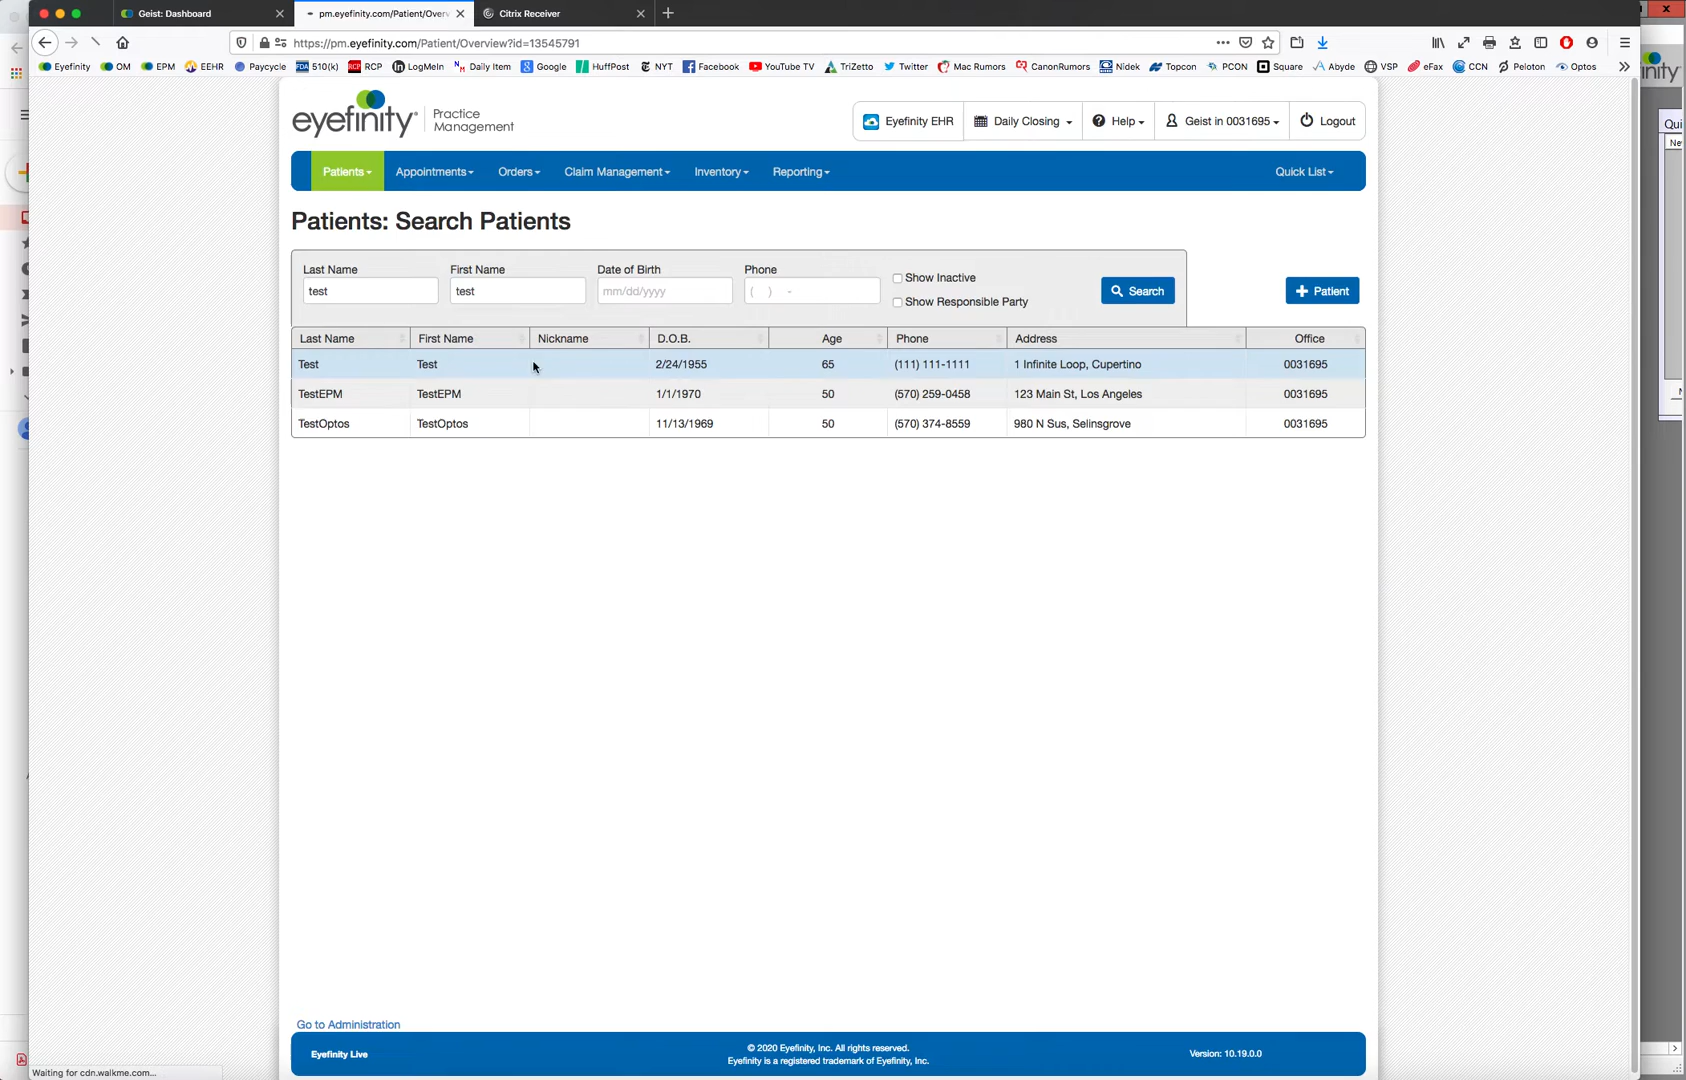 Geist: Dashboard
pm.eyefinity.com/Patient/Overv
Citrix Receiver
https://pm.eyefinity.com/Patient/Overview?id=13545791
Eyefinity OM EPM EEHR Paycycle 510(k) RCP LogMeIn Daily Item Google HuffPost NYT Facebook YouTube TV TriZetto Twitter Mac Rumors CanonRumors Nidek Topcon PCON Square Abyde VSP eFax CCN Peloton Optos
eyefinity Practice Management
Eyefinity EHR Daily Closing Help Geist in 0031695 Logout
Patients Appointments Orders Claim Management Inventory Reporting Quick List
Patients: Search Patients
Last Name First Name Date of Birth Phone
Show Inactive
test test mm/dd/yyyy ( ) - Search + Patient
Show Responsible Party
Last Name First Name Nickname D.O.B. Age Phone Address Office
Test Test 2/24/1955 65 (111) 111-1111 1 Infinite Loop, Cupertino 0031695
TestEPM TestEPM 1/1/1970 50 (570) 259-0458 123 Main St, Los Angeles 0031695
TestOptos TestOptos 11/13/1969 50 (570) 374-8559 980 N Sus, Selinsgrove 0031695
Go to Administration
© 2020 Eyefinity, Inc. All rights reserved.
Eyefinity Live Version: 10.19.0.0
Eyefinity is a registered trademark of Eyefinity, Inc.
Waiting for cdn.walkme.com...